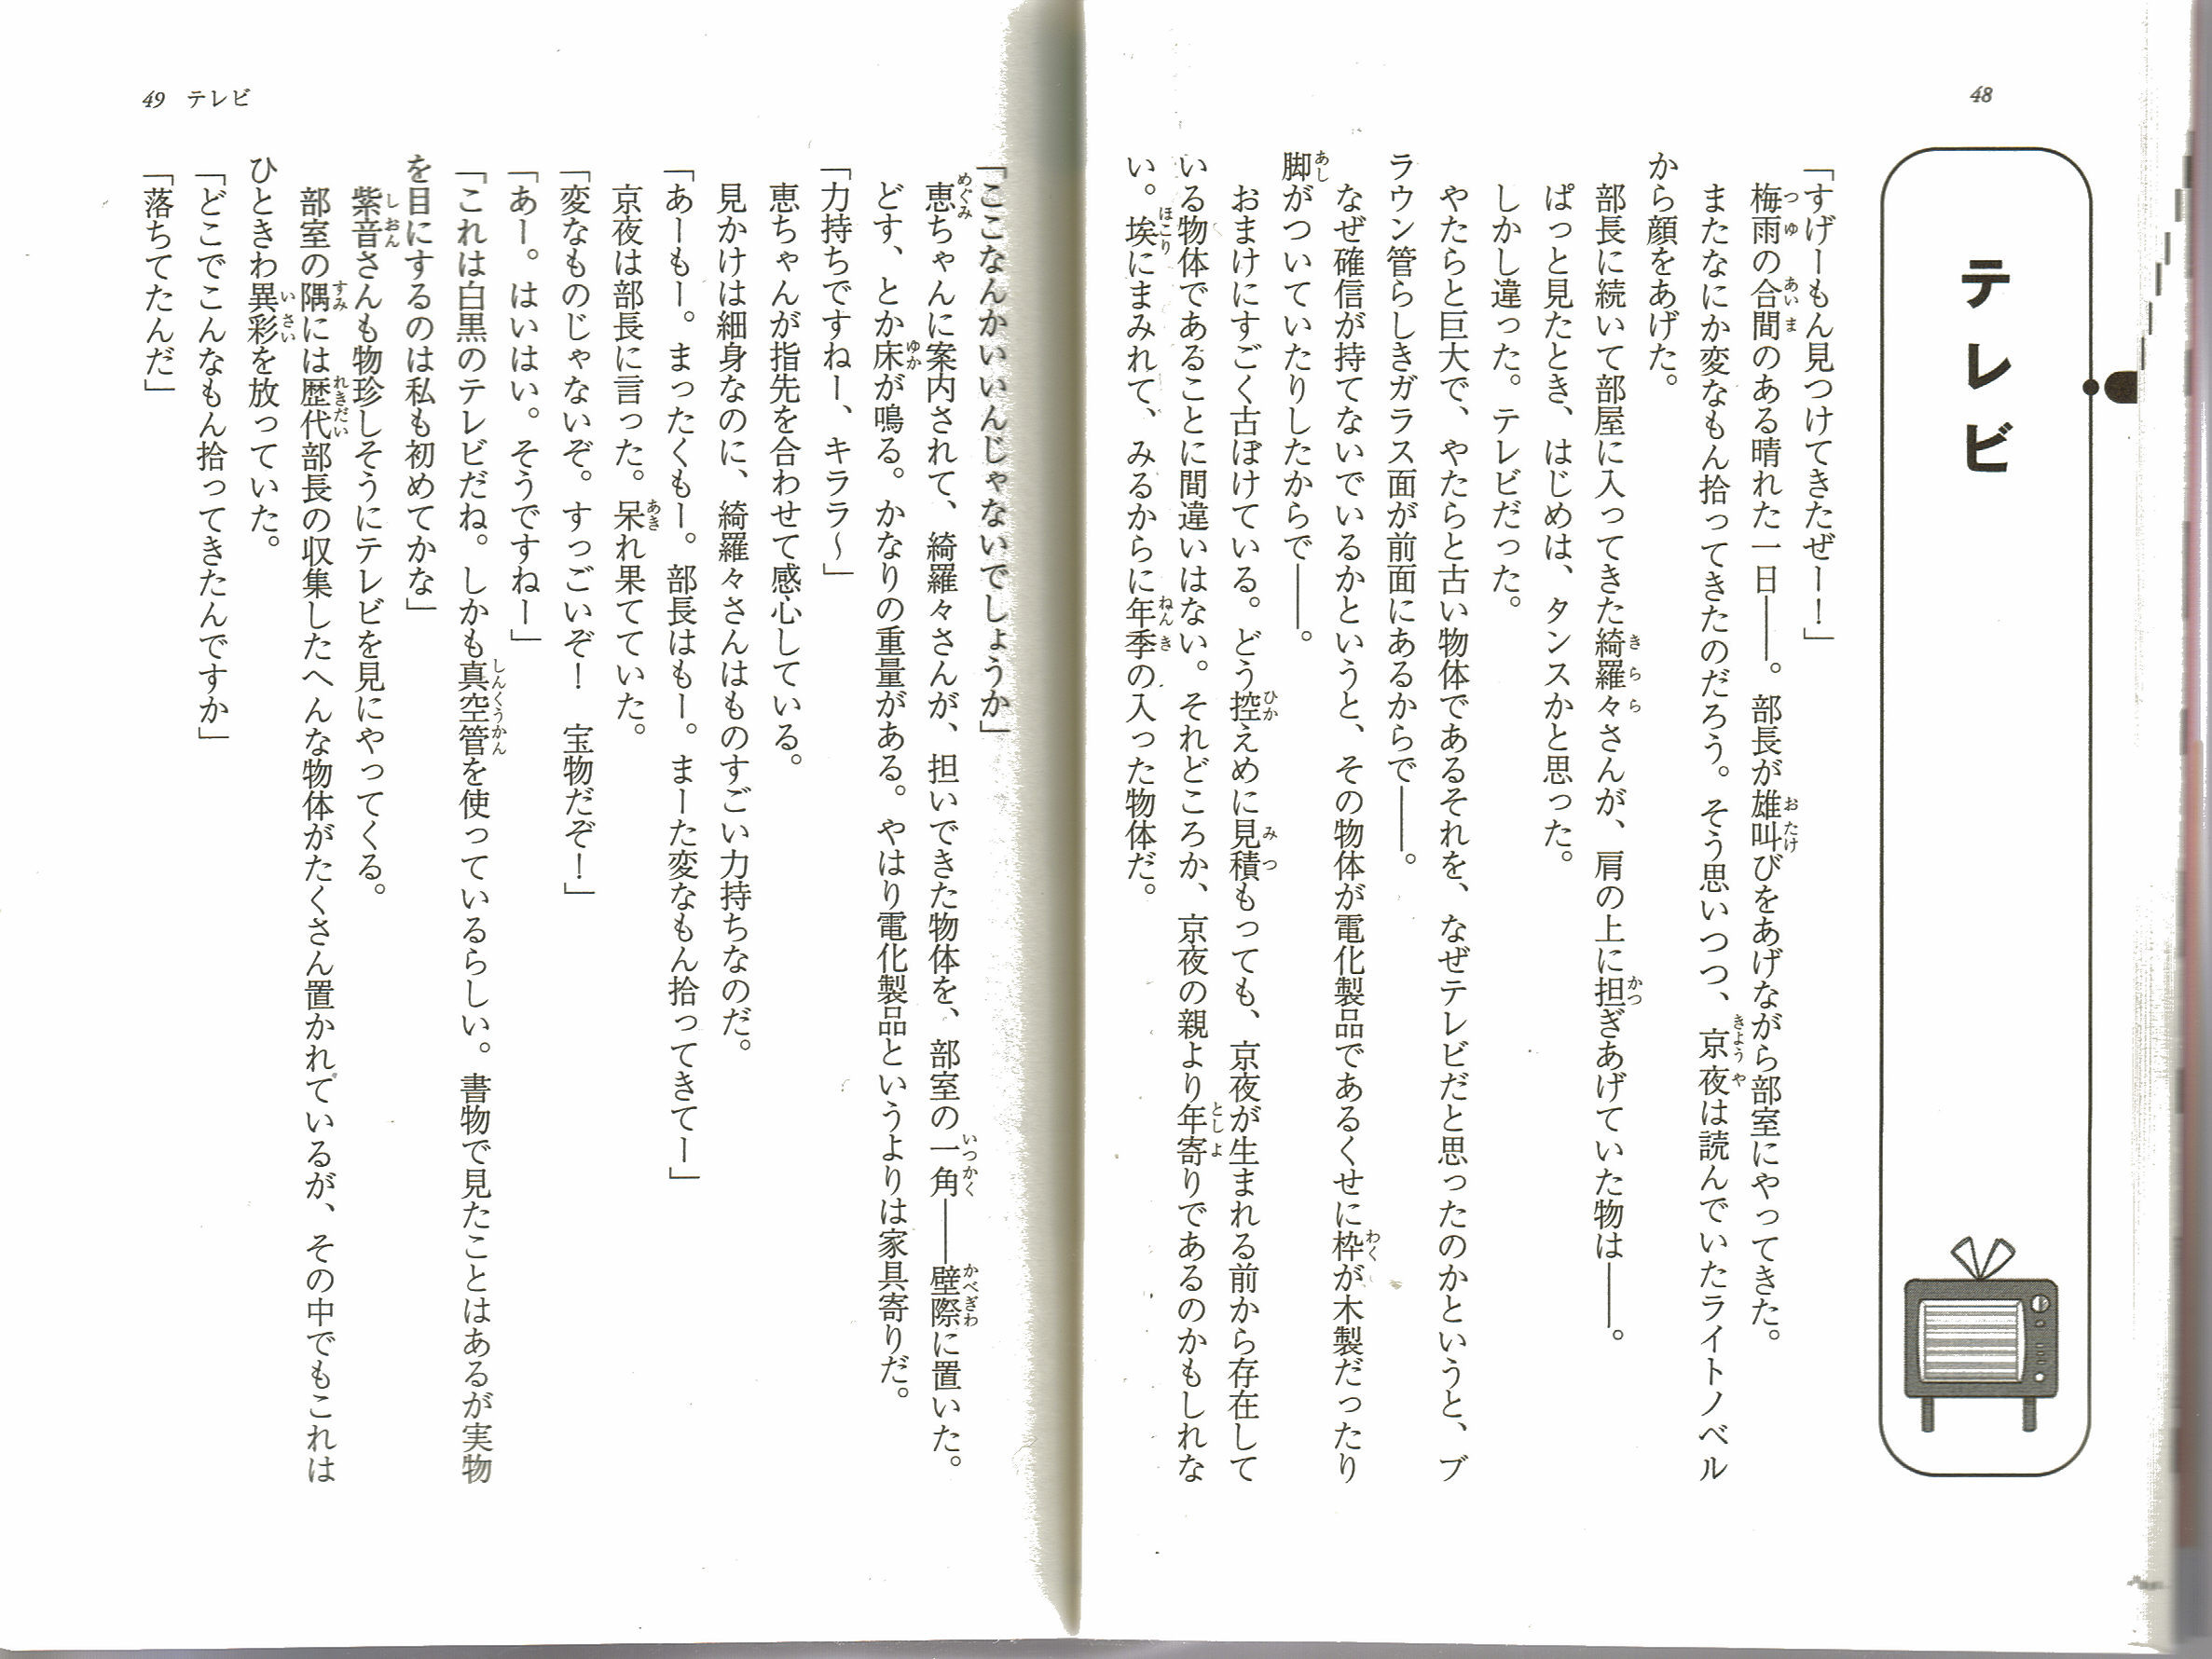 48
テレビ
「すげーもん見つけてきたぜー！」
梅雨の合間のある晴れた一日――。部長が雄叫びをあげながら部室にやってきた。
またなにか変なもん拾ってきたのだろう。そう思いつつ、京夜は読んでいたライトノベル
から顔をあげた。
部長に続いて部屋に入ってきた綺羅々さんが、肩の上に担ぎあげていた物は――。
ぱっと見たとき、はじめは、タンスかと思った。
しかし違った。テレビだった。
やたらと巨大で、やたらと古い物体であるそれを、なぜテレビだと思ったのかというと、ブ
ラウン管らしきガラス面が前面にあるからで――。
なぜ確信が持てないでいるかというと、その物体が電化製品であるくせに枠が木製だったり
脚がついていたりしたからで――。
おまけにすごく古ぼけている。どう控えめに見積もっても、京夜が生まれる前から存在して
いる物体であることに間違いはない。それどころか、京夜の親より年寄りであるのかもしれな
い。埃にまみれて、みるからに年季の入った物体だ。
「ここなんかいいんじゃないでしょうか」
恵ちゃんに案内されて、綺羅々さんが、担いできた物体を、部室の一角――壁際に置いた。
どす、とか床が鳴る。かなりの重量がある。やはり電化製品というよりは家具寄りだ。
「力持ちですねー、キララ～」
恵ちゃんが指先を合わせて感心している。
見かけは細身なのに、綺羅々さんはものすごい力持ちなのだ。
「あーもー。まったくもー。部長はもー。まーた変なもん拾ってきてー」
京夜は部長に言った。呆れ果てていた。
「変なものじゃないぞ。すっごいぞ！　宝物だぞ！」
「あー。はいはい。そうですねー」
「これは白黒のテレビだね。しかも真空管を使っているらしい。書物で見たことはあるが実物
を目にするのは私も初めてかな」
紫音さんも物珍しそうにテレビを見にやってくる。
部室の隅には歴代部長の収集したへんな物体がたくさん置かれているが、その中でもこれは
ひときわ異彩を放っていた。
「どこでこんなもん拾ってきたんですか」
「落ちてたんだ」
49　テレビ